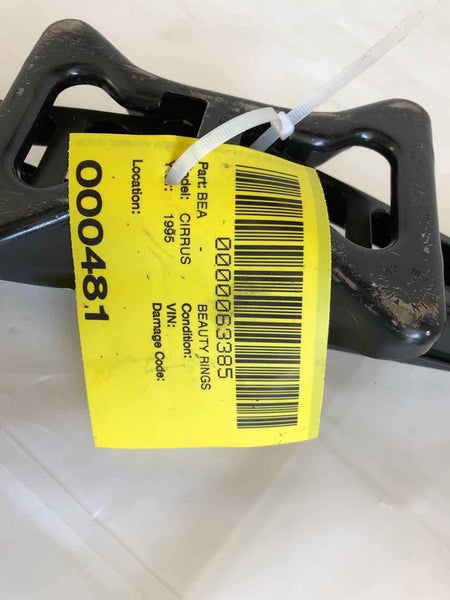 0000063385
Part: BEA - BEAUTY RINGS
Model: CIRRUS Condition:
1995 VIN:
Damage Code:
Location:
000481